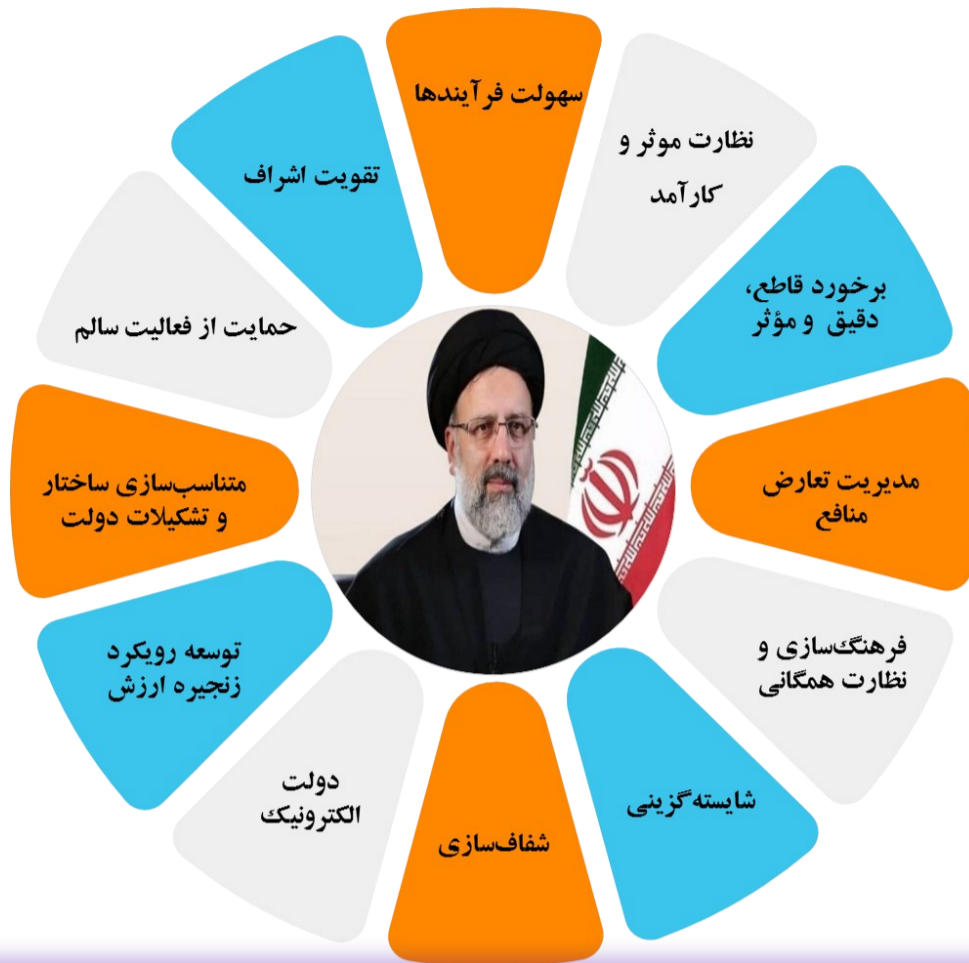 سهولت فرآیندها
نظارت موثر و
کارآمد
برخورد قاطع،
دقیق و مؤثر
مدیریت تعارض
منافع
فرهنگ‌سازی و
نظارت همگانی
شایسته‌گزینی
شفاف‌سازی
دولت
الکترونیک
توسعه رویکرد
زنجیره ارزش
متناسب‌سازی ساختار
و تشکیلات دولت
حمایت از فعالیت سالم
تقویت اشراف